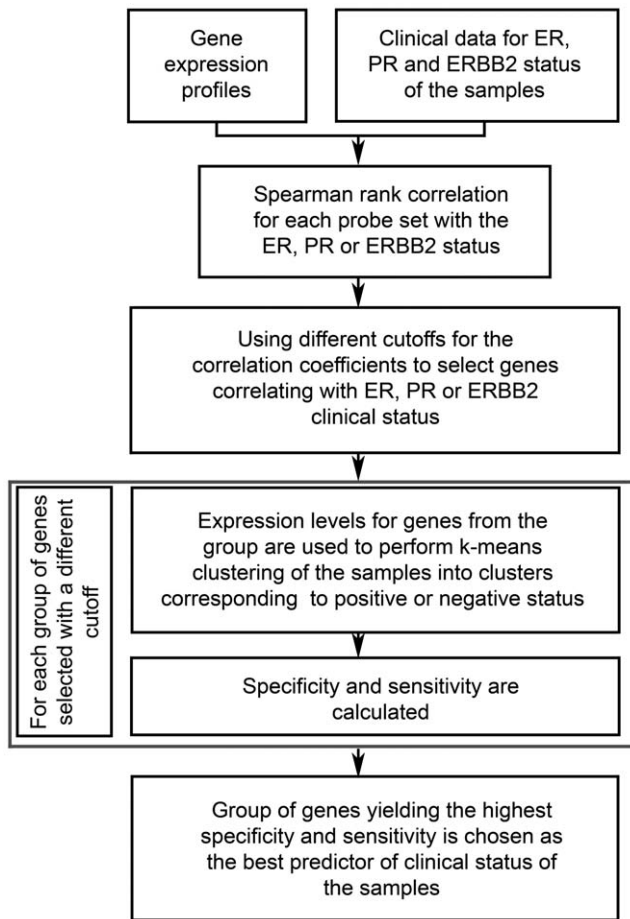 Gene
expression
profiles
Clinical data for ER,
PR and ERBB2 status
of the samples
Spearman rank correlation
for each probe set with the
ER, PR or ERBB2 status
Using different cutoffs for the
correlation coefficients to select genes
correlating with ER, PR or ERBB2
clinical status
For each group of genes
selected with a different
cutoff
Expression levels for genes from the
group are used to perform k-means
clustering of the samples into clusters
corresponding to positive or negative status
Specificity and sensitivity are
calculated
Group of genes yielding the highest
specificity and sensitivity is chosen as
the best predictor of clinical status of
the samples